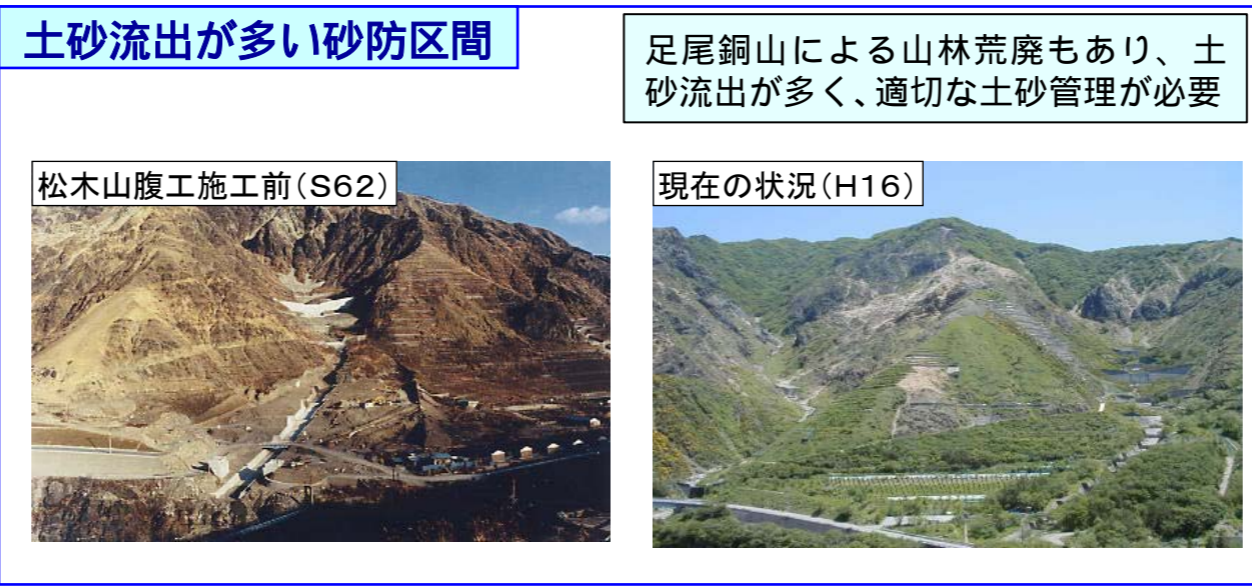 土砂流出が多い砂防区間
足尾銅山による山林荒廃もあり、土
砂流出が多く、適切な土砂管理が必要
松木山腹工施工前(S62)
現在の状況(H16)